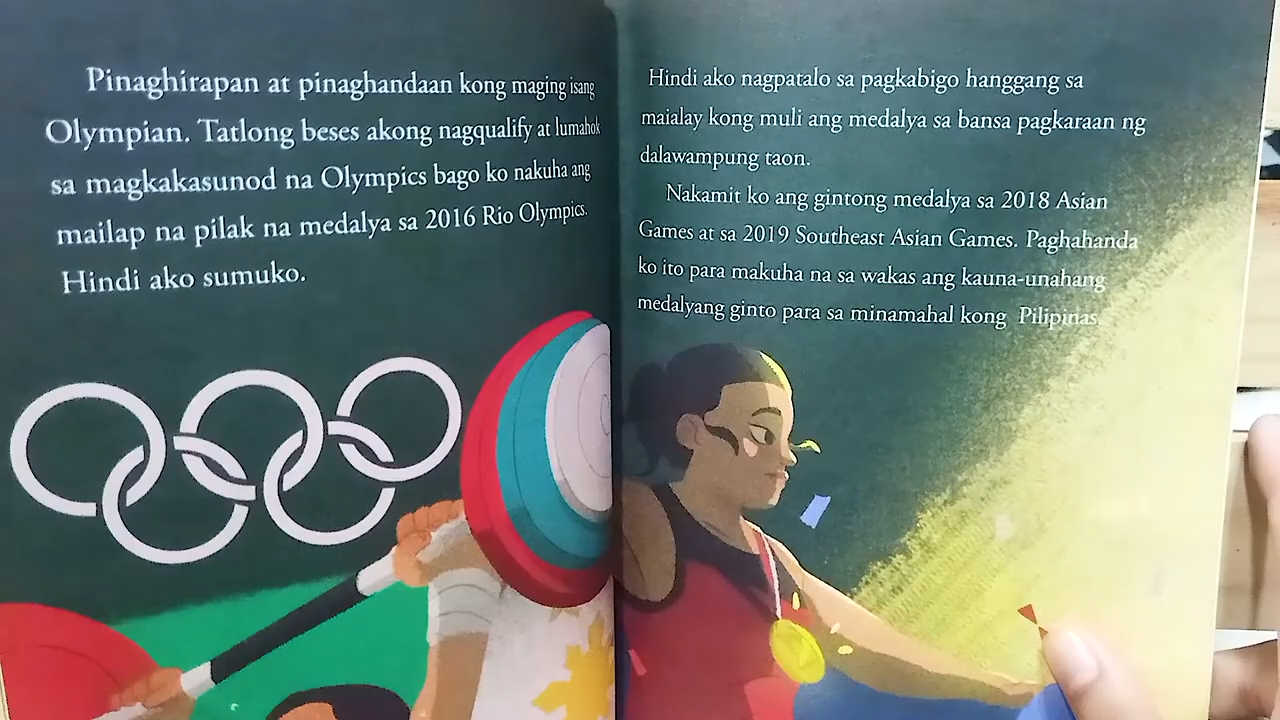 Pinaghirapan at pinaghandaan kong maging isang
Olympian. Tatlong beses akong nagqualify at lumahok
sa magkakasunod na Olympics bago ko nakuha ang
mailap na pilak na medalya sa 2016 Rio Olympics.
Hindi ako sumuko.
Hindi ako nagpatalo sa pagkabigo hanggang sa
maialay kong muli ang medalya sa bansa pagkaraan ng
dalawampung taon.
Nakamit ko ang gintong medalya sa 2018 Asian
Games at sa 2019 Southeast Asian Games. Paghahanda
ko ito para makuha na sa wakas ang kauna-unahang
medalyang ginto para sa minamahal kong Pilipinas.